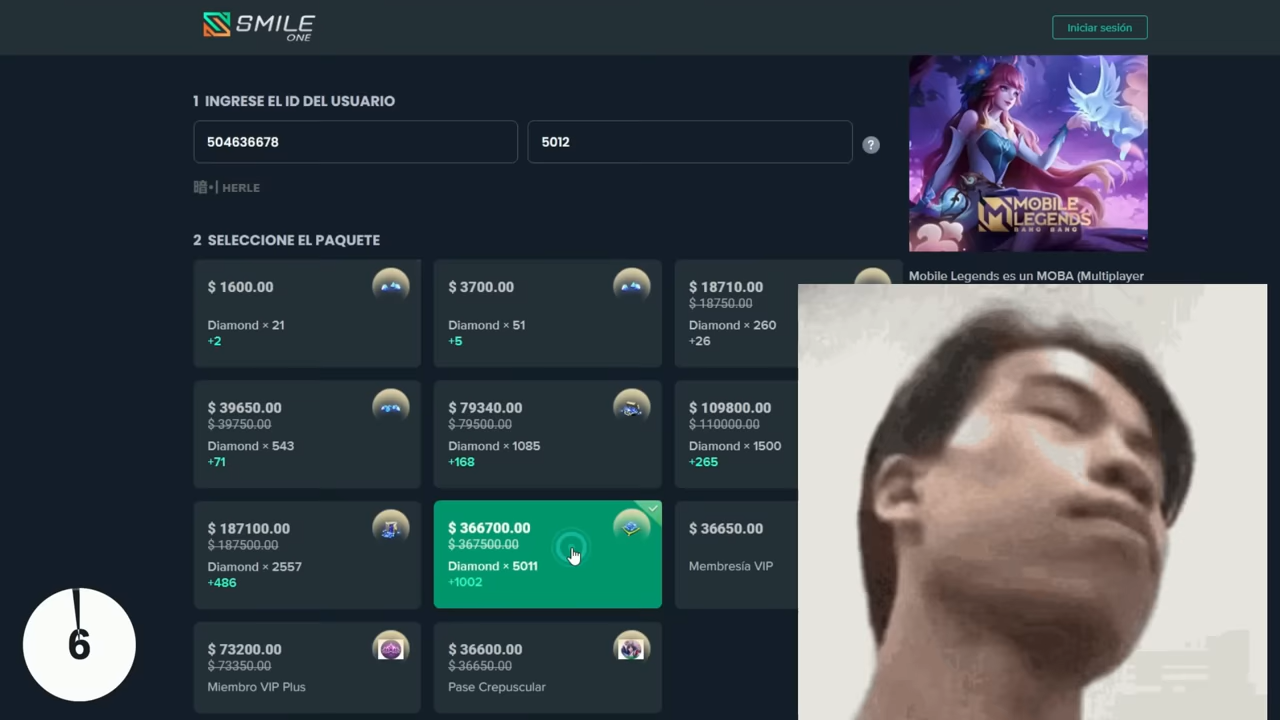 SMILE
ONE
Iniciar sesión
1 INGRESE EL ID DEL USUARIO
504636678
5012
?
暗•| HERLE
2 SELECCIONE EL PAQUETE
$ 1600.00
Diamond × 21
+2
$ 3700.00
Diamond × 51
+5
$ 18710.00
$ 18750.00
Diamond × 260
+26
$ 39650.00
$ 39750.00
Diamond × 543
+71
$ 79340.00
$ 79500.00
Diamond × 1085
+168
$ 109800.00
$ 110000.00
Diamond × 1500
+265
$ 187100.00
$ 187500.00
Diamond × 2557
+486
$ 366700.00
$ 367500.00
Diamond × 5011
+1002
$ 36650.00
Membresía VIP
$ 73200.00
$ 73350.00
Miembro VIP Plus
$ 36600.00
$ 36650.00
Pase Crepuscular
MOBILE
LEGENDS
BANG BANG
Mobile Legends es un MOBA (Multiplayer
6